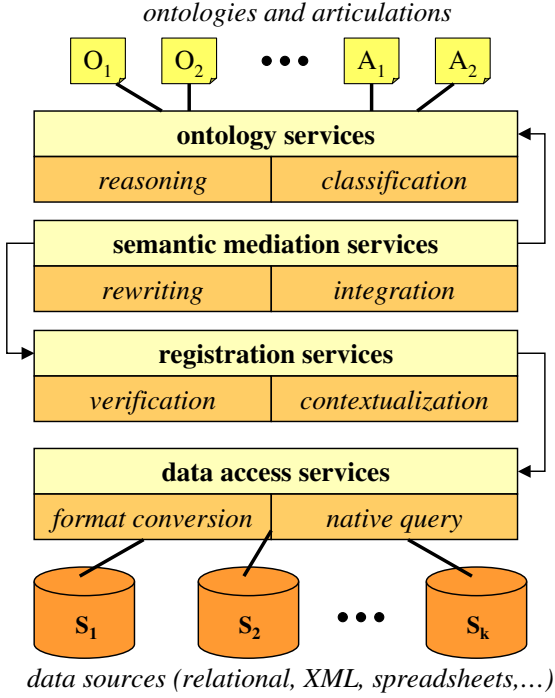 ontologies and articulations
O1 O2 ••• A1 A2
ontology services
reasoning classification
semantic mediation services
rewriting integration
registration services
verification contextualization
data access services
format conversion native query
S1 S2 ••• Sk
data sources (relational, XML, spreadsheets,…)